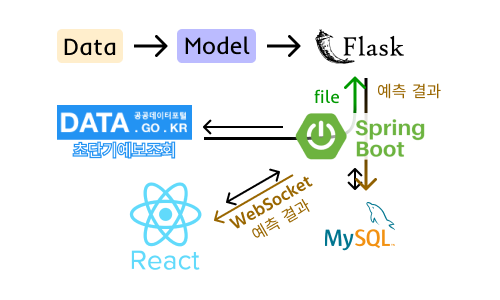 Data
Model
Flask
file
예측 결과
DATA 공공데이터포털
.GO.KR
초단기예보조회
Spring
Boot
WebSocket
예측 결과
React
MySQL